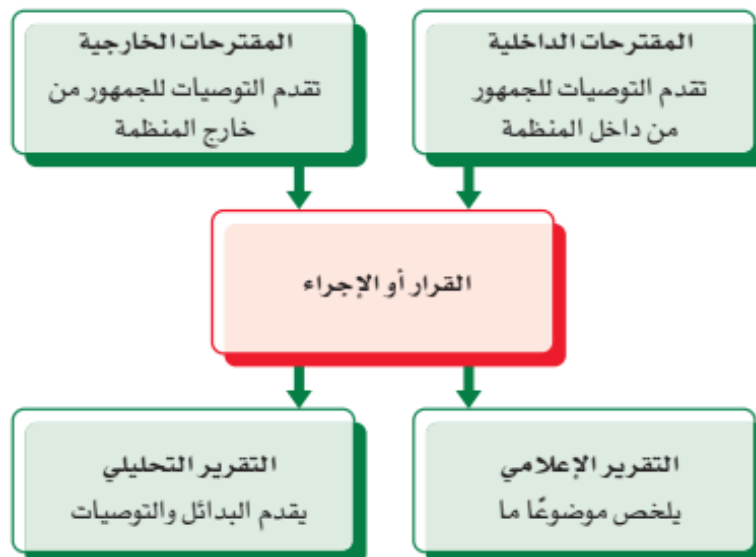 المقترحات الداخلية
تقدم التوصيات للجمهور
من داخل المنظمة
المقترحات الخارجية
تقدم التوصيات للجمهور من
خارج المنظمة
القرار أو الإجراء
التقرير الإعلامي
يلخص موضوعًا ما
التقرير التحليلي
يقدم البدائل والتوصيات